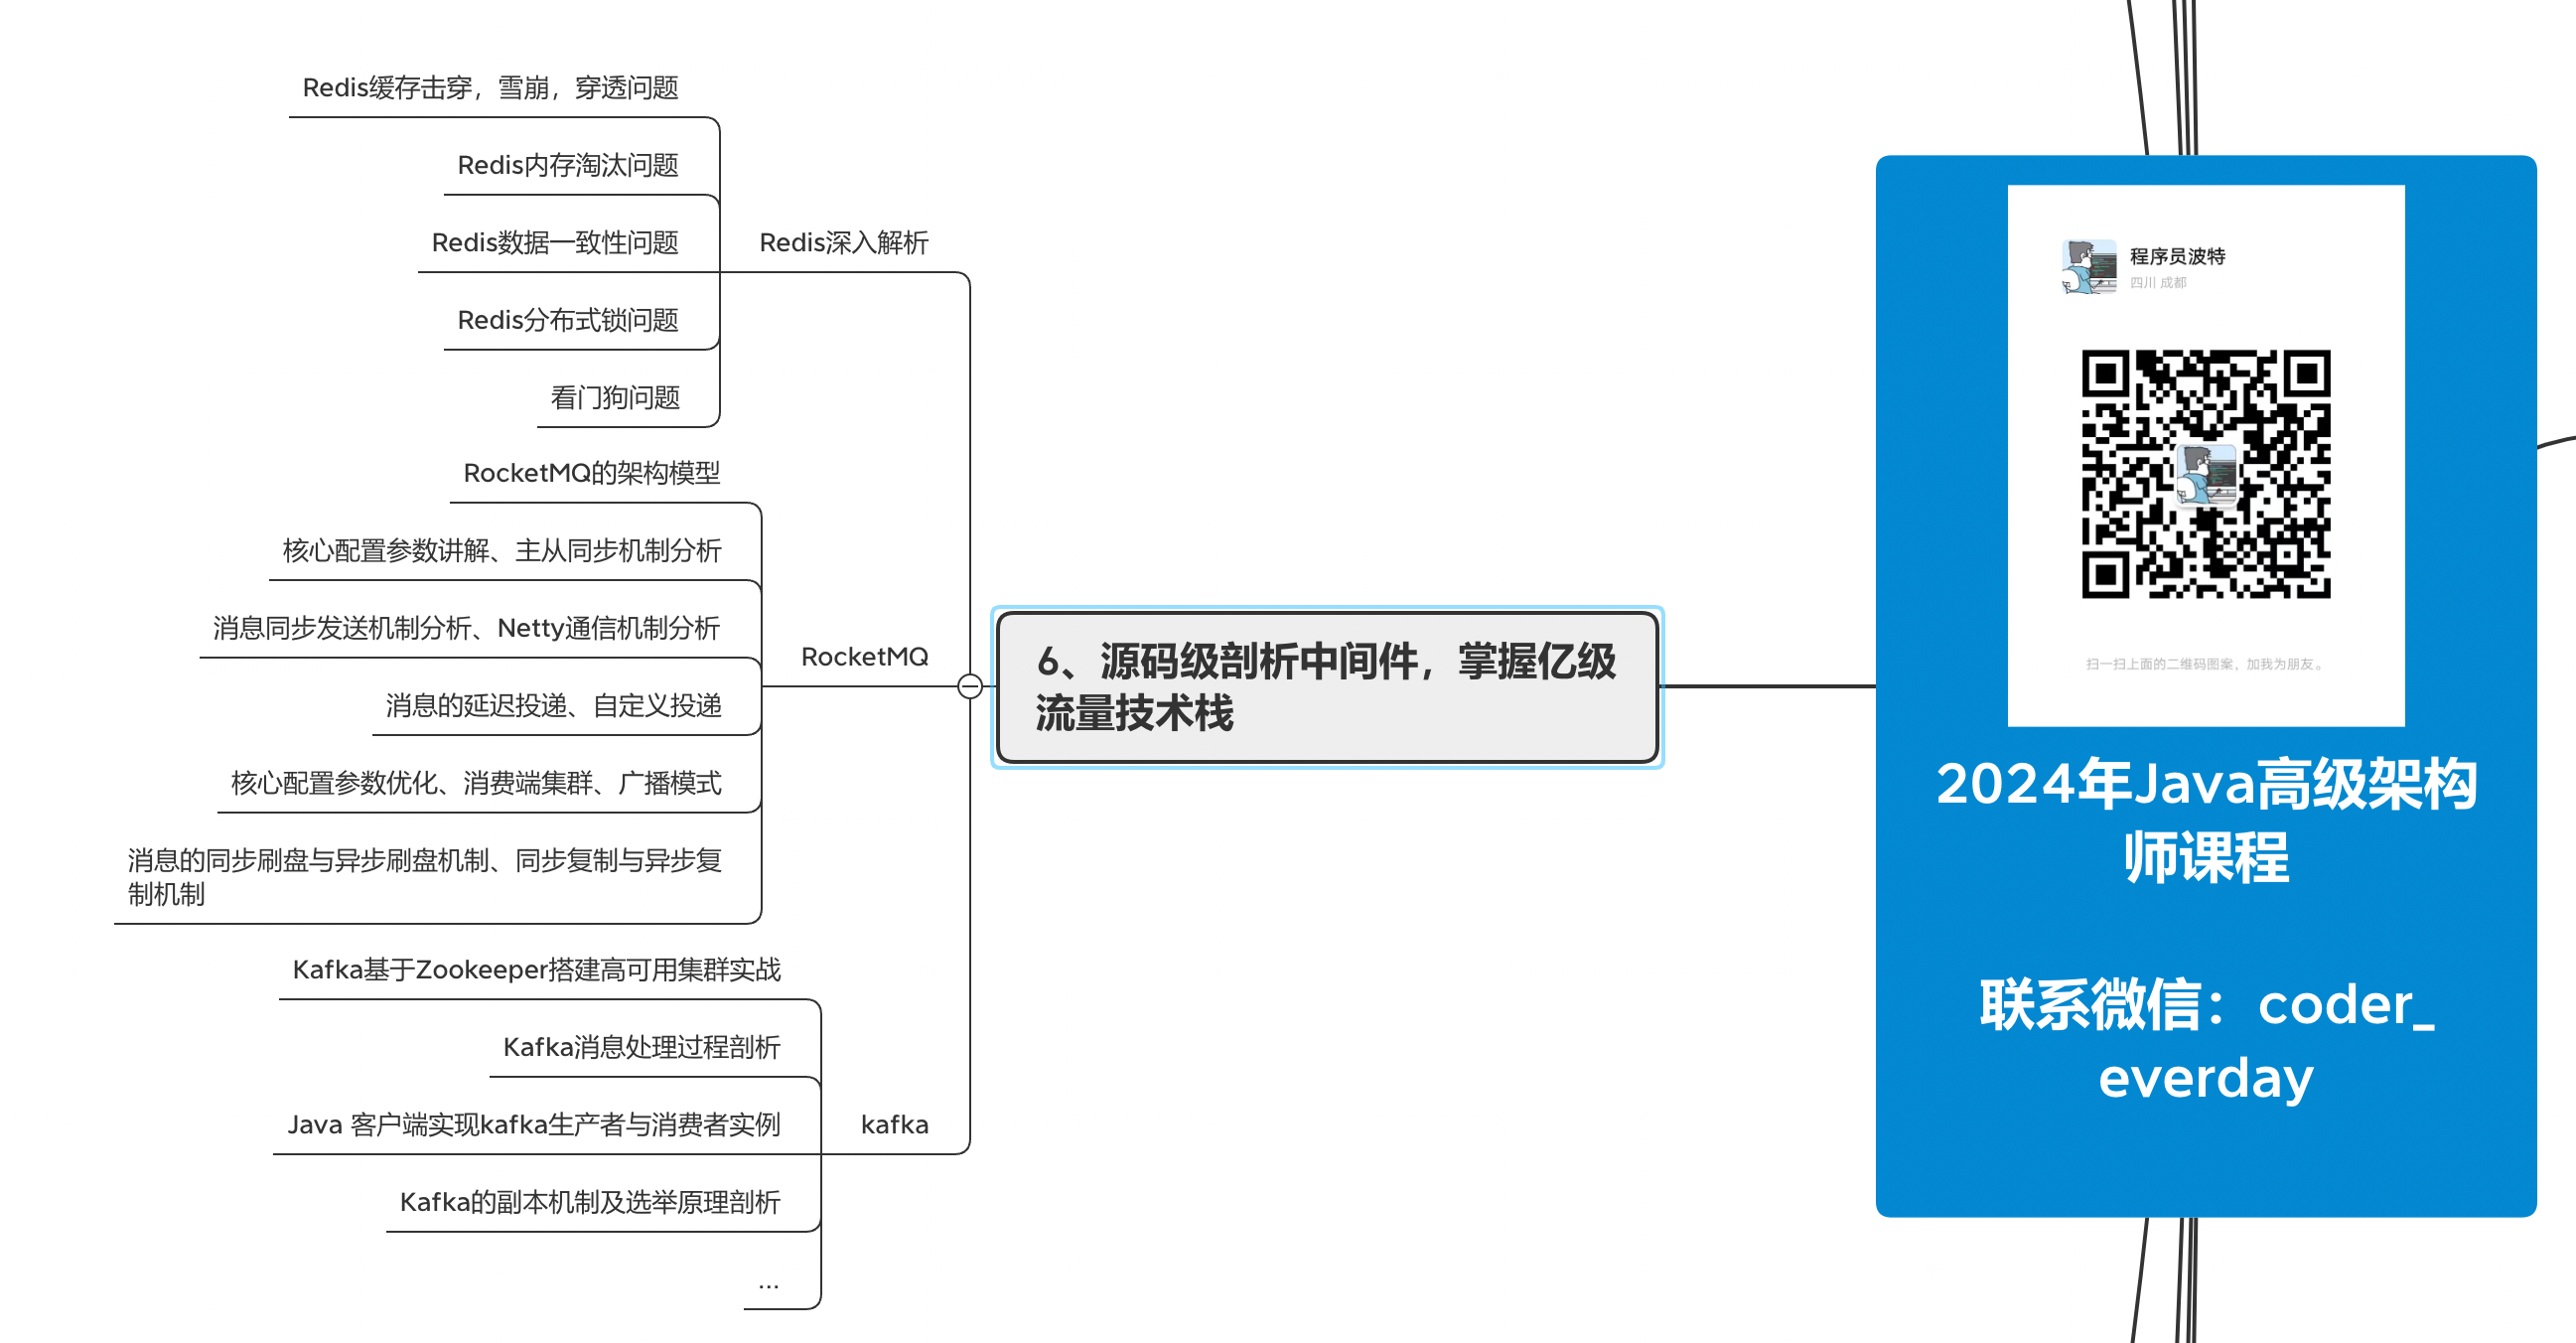 Redis缓存击穿，雪崩，穿透问题
Redis内存淘汰问题
Redis数据一致性问题
Redis分布式锁问题
看门狗问题
Redis深入解析
RocketMQ的架构模型
核心配置参数讲解、主从同步机制分析
消息同步发送机制分析、Netty通信机制分析
消息的延迟投递、自定义投递
核心配置参数优化、消费端集群、广播模式
消息的同步刷盘与异步刷盘机制、同步复制与异步复
制机制
RocketMQ
Kafka基于Zookeeper搭建高可用集群实战
Kafka消息处理过程剖析
Java 客户端实现kafka生产者与消费者实例
Kafka的副本机制及选举原理剖析
...
kafka
6、源码级剖析中间件，掌握亿级
流量技术栈
程序员波特
四川 成都
扫一扫上面的二维码图案，加我为朋友。
2024年Java高级架构
师课程
联系微信：coder_
everday